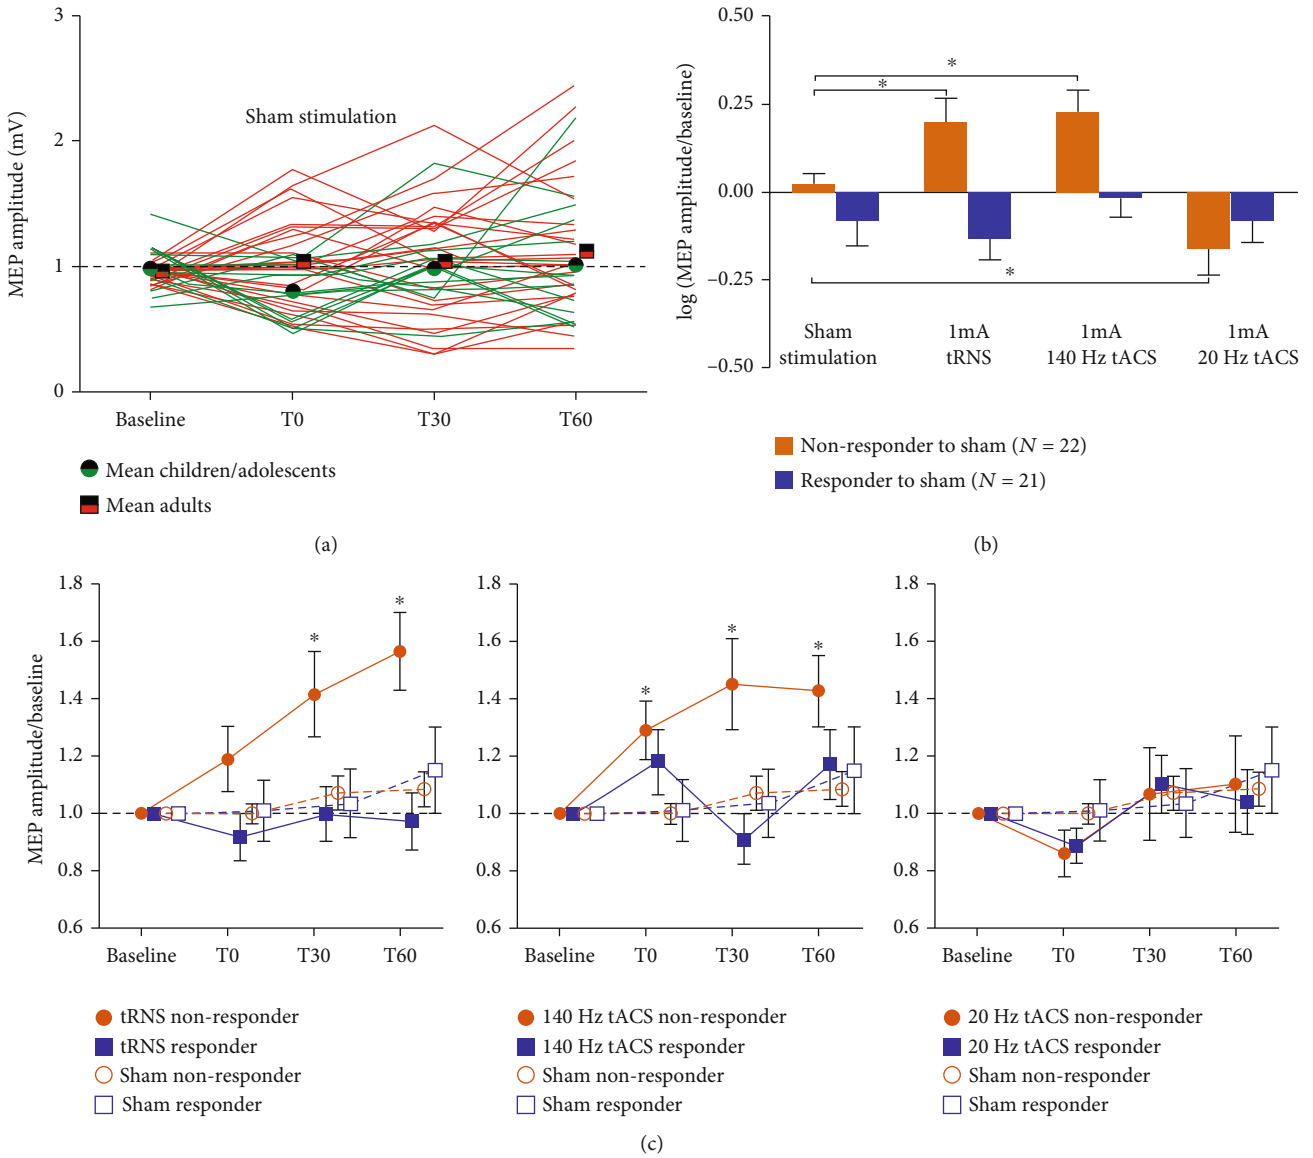 3
2
1
0
MEP amplitude (mV)
Sham stimulation
Baseline
T0
T30
T60
Mean children/adolescents
Mean adults
(a)
0.50
0.25
0.00
−0.25
−0.50
log (MEP amplitude/baseline)
*
*
*
Sham
stimulation
1mA
tRNS
1mA
140 Hz tACS
1mA
20 Hz tACS
Non-responder to sham (N = 22)
Responder to sham (N = 21)
(b)
MEP amplitude/baseline
1.8
1.6
1.4
1.2
1.0
0.8
0.6
*
*
Baseline
T0
T30
T60
tRNS non-responder
tRNS responder
Sham non-responder
Sham responder
1.8
1.6
1.4
1.2
1.0
0.8
0.6
*
*
*
Baseline
T0
T30
T60
140 Hz tACS non-responder
140 Hz tACS responder
Sham non-responder
Sham responder
1.8
1.6
1.4
1.2
1.0
0.8
0.6
Baseline
T0
T30
T60
20 Hz tACS non-responder
20 Hz tACS responder
Sham non-responder
Sham responder
(c)